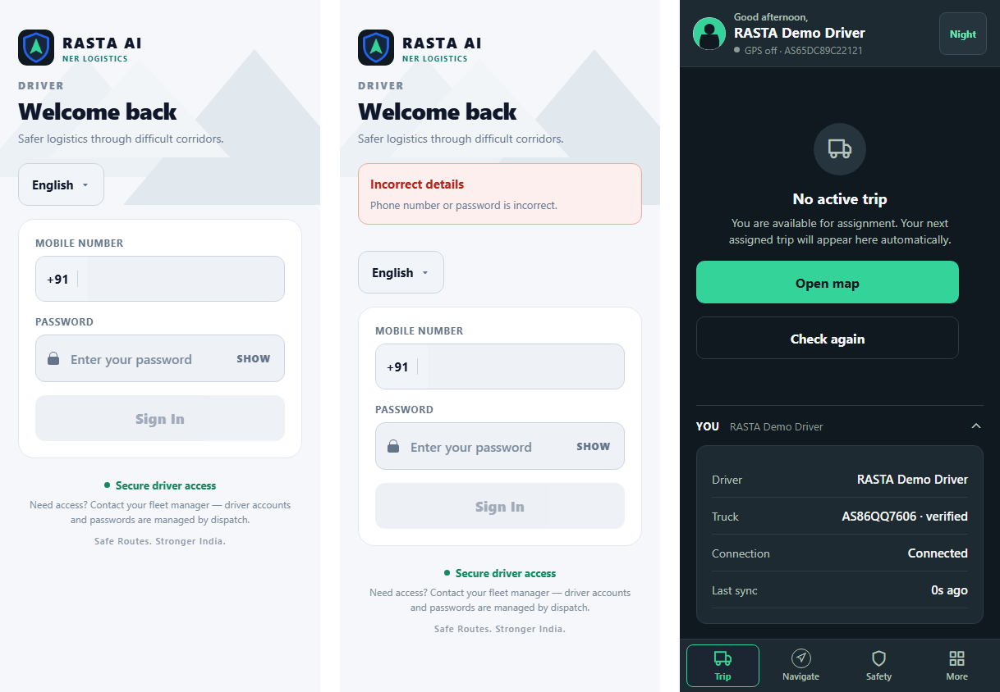 RASTA AI
NER LOGISTICS
DRIVER
Welcome back
Safer logistics through difficult corridors.
English
MOBILE NUMBER
+91
PASSWORD
Enter your password
SHOW
Sign In
Secure driver access
Need access? Contact your fleet manager — driver accounts
and passwords are managed by dispatch.
Safe Routes. Stronger India.
RASTA AI
NER LOGISTICS
DRIVER
Welcome back
Safer logistics through difficult corridors.
Incorrect details
Phone number or password is incorrect.
English
MOBILE NUMBER
+91
PASSWORD
Enter your password
SHOW
Sign In
Secure driver access
Need access? Contact your fleet manager — driver accounts
and passwords are managed by dispatch.
Safe Routes. Stronger India.
Good afternoon,
RASTA Demo Driver
GPS off · AS65DC89C22121
Night
No active trip
You are available for assignment. Your next
assigned trip will appear here automatically.
Open map
Check again
YOU RASTA Demo Driver
Driver RASTA Demo Driver
Truck AS86QQ7606 · verified
Connection Connected
Last sync 0s ago
Trip Navigate Safety More